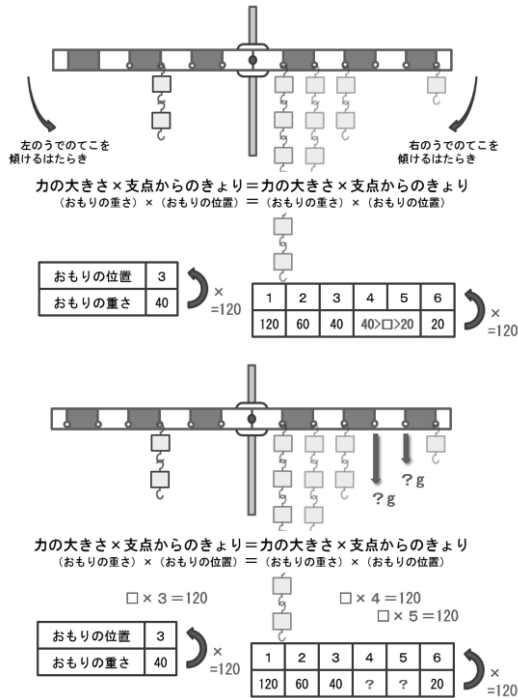 左のうでのてこを
傾けるはたらき
右のうでのてこを
傾けるはたらき
力の大きさ×支点からのきょり＝力の大きさ×支点からのきょり
（おもりの重さ）×（おもりの位置）＝（おもりの重さ）×（おもりの位置）
おもりの位置 3
おもりの重さ 40
×
=120
1 2 3 4 5 6
120 60 40 40>□>20 20
×
=120
？g
？g
力の大きさ×支点からのきょり＝力の大きさ×支点からのきょり
（おもりの重さ）×（おもりの位置）＝（おもりの重さ）×（おもりの位置）
□×3＝120
□×4＝120
□×5＝120
おもりの位置 3
おもりの重さ 40
×
=120
1 2 3 4 5 6
120 60 40 ? ? 20
×
=120